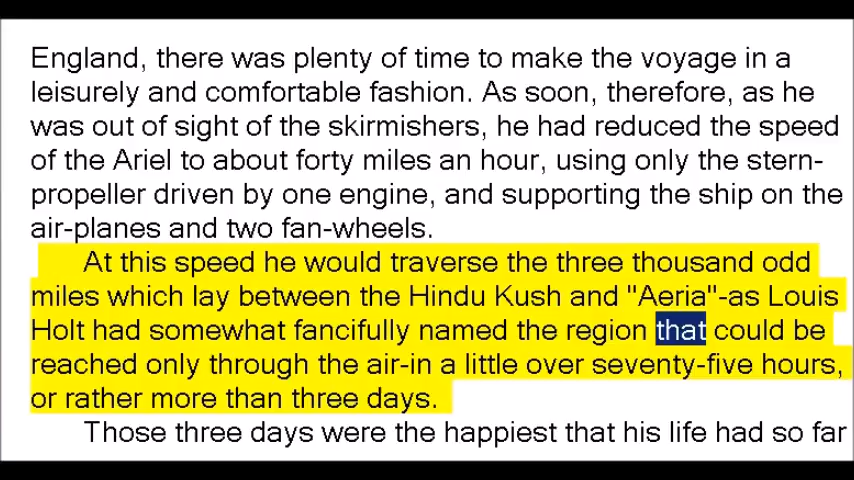 England, there was plenty of time to make the voyage in a
leisurely and comfortable fashion. As soon, therefore, as he
was out of sight of the skirmishers, he had reduced the speed
of the Ariel to about forty miles an hour, using only the stern-
propeller driven by one engine, and supporting the ship on the
air-planes and two fan-wheels.
At this speed he would traverse the three thousand odd
miles which lay between the Hindu Kush and "Aeria"-as Louis
Holt had somewhat fancifully named the region that could be
reached only through the air-in a little over seventy-five hours,
or rather more than three days.
Those three days were the happiest that his life had so far